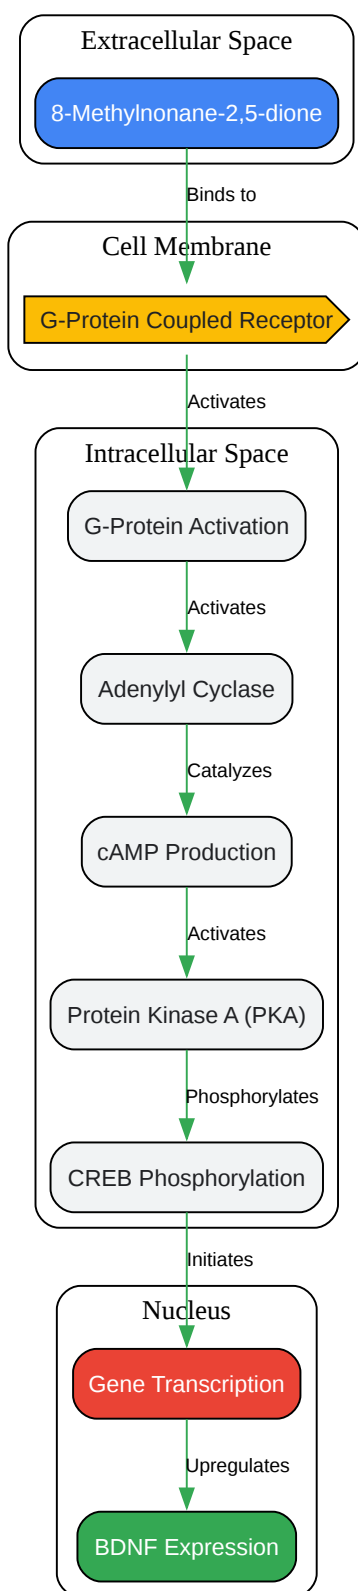 Extracellular Space
8-Methylnonane-2,5-dione
Binds to
Cell Membrane
G-Protein Coupled Receptor
Activates
Intracellular Space
G-Protein Activation
Activates
Adenylyl Cyclase
Catalyzes
cAMP Production
Activates
Protein Kinase A (PKA)
Phosphorylates
CREB Phosphorylation
Initiates
Nucleus
Gene Transcription
Upregulates
BDNF Expression